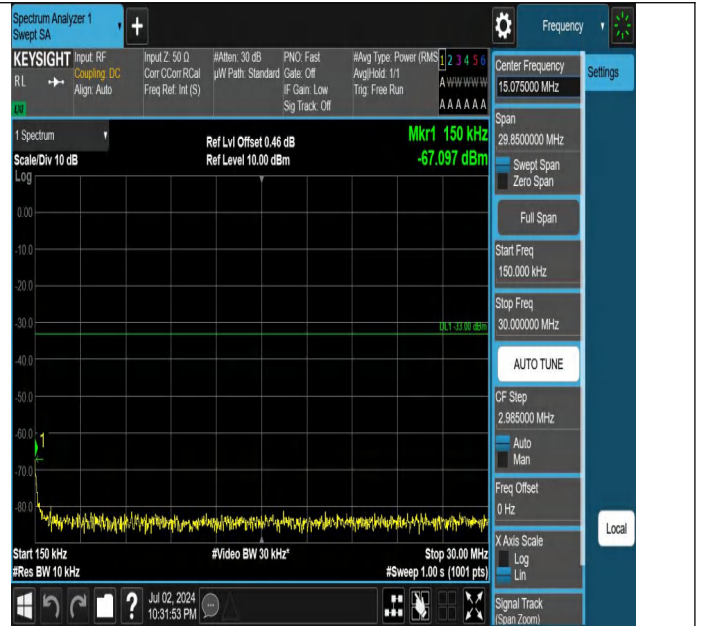 Spectrum Analyzer 1
Swept SA
+
Frequency
KEYSIGHT
RL
Input: RF
Coupling: DC
Align: Auto
Input Z: 50 Ω
Corr CCorr RCal
Freq Ref: Int (S)
#Atten: 30 dB
µW Path: Standard
PNO: Fast
Gate: Off
IF Gain: Low
Sig Track: Off
#Avg Type: Power (RMS
Avg|Hold: 1/1
Trig: Free Run
1 2 3 4 5 6
A W W W W W
A A A A A A
LXI
1 Spectrum
Scale/Div 10 dB
Log
Ref Lvl Offset 0.46 dB
Ref Level 10.00 dBm
Mkr1 150 kHz
-67.097 dBm
0.00
-10.0
-20.0
-30.0
DL1 -33.00 dBm
-40.0
-50.0
-60.0
1
-70.0
-80.0
Start 150 kHz
#Video BW 30 kHz*
Stop 30.00 MHz
#Res BW 10 kHz
#Sweep 1.00 s (1001 pts)
Center Frequency
15.075000 MHz
Settings
Span
29.8500000 MHz
Swept Span
Zero Span
Full Span
Start Freq
150.000 kHz
Stop Freq
30.000000 MHz
AUTO TUNE
CF Step
2.985000 MHz
Auto
Man
Freq Offset
0 Hz
X Axis Scale
Log
Lin
Local
Signal Track
(Span Zoom)
?
Jul 02, 2024
10:31:53 PM